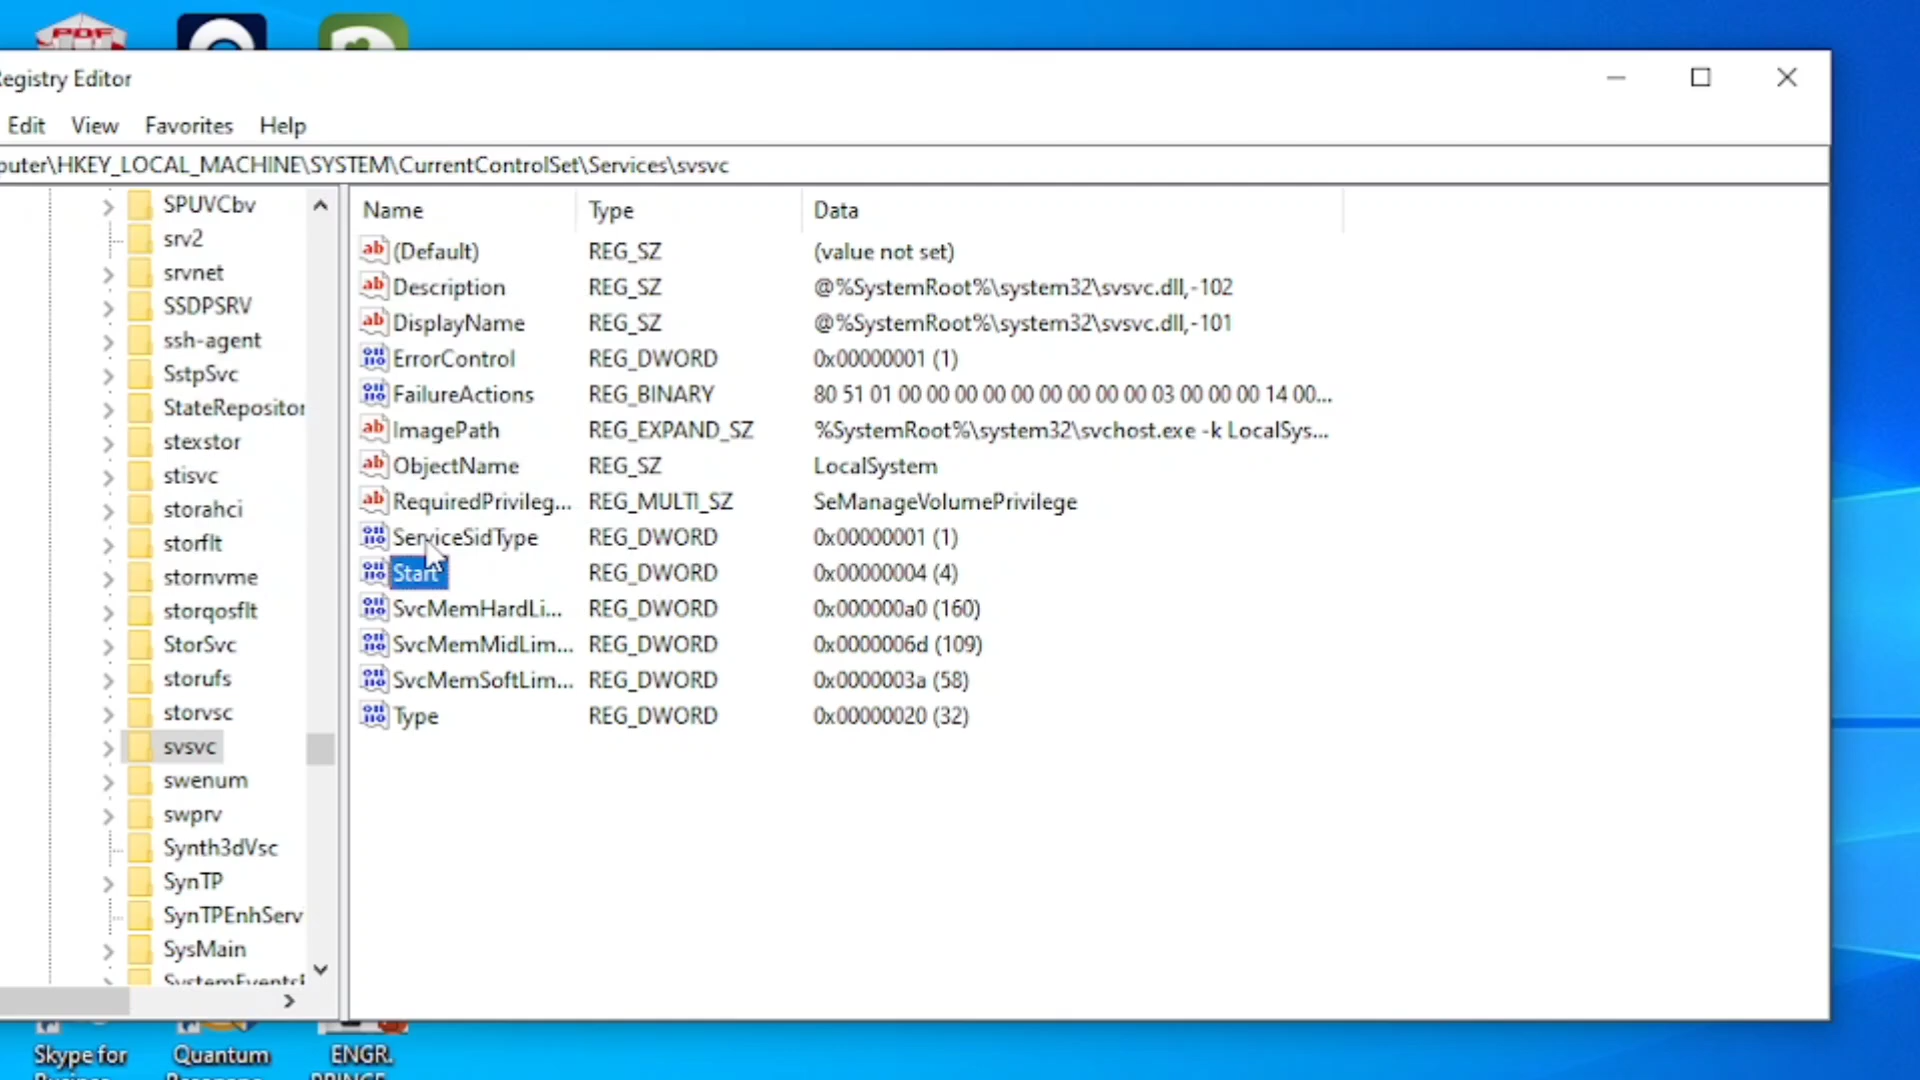 PDF
Registry Editor
Edit View Favorites Help
puter\HKEY_LOCAL_MACHINE\SYSTEM\CurrentControlSet\Services\svsvc
SPUVCbv
srv2
srvnet
SSDPSRV
ssh-agent
SstpSvc
StateRepositor
stexstor
stisvc
storahci
storflt
stornvme
storqosflt
StorSvc
storufs
storvsc
svsvc
swenum
swprv
Synth3dVsc
SynTP
SynTPEnhServ
SysMain
SystemEventsB
Name Type Data
(Default) REG_SZ (value not set)
Description REG_SZ @%SystemRoot%\system32\svsvc.dll,-102
DisplayName REG_SZ @%SystemRoot%\system32\svsvc.dll,-101
ErrorControl REG_DWORD 0x00000001 (1)
FailureActions REG_BINARY 80 51 01 00 00 00 00 00 00 00 00 00 03 00 00 00 14 00...
ImagePath REG_EXPAND_SZ %SystemRoot%\system32\svchost.exe -k LocalSys...
ObjectName REG_SZ LocalSystem
RequiredPrivileg... REG_MULTI_SZ SeManageVolumePrivilege
ServiceSidType REG_DWORD 0x00000001 (1)
Start REG_DWORD 0x00000004 (4)
SvcMemHardLi... REG_DWORD 0x000000a0 (160)
SvcMemMidLim... REG_DWORD 0x0000006d (109)
SvcMemSoftLim... REG_DWORD 0x0000003a (58)
Type REG_DWORD 0x00000020 (32)
Skype for
Quantum
ENGR.